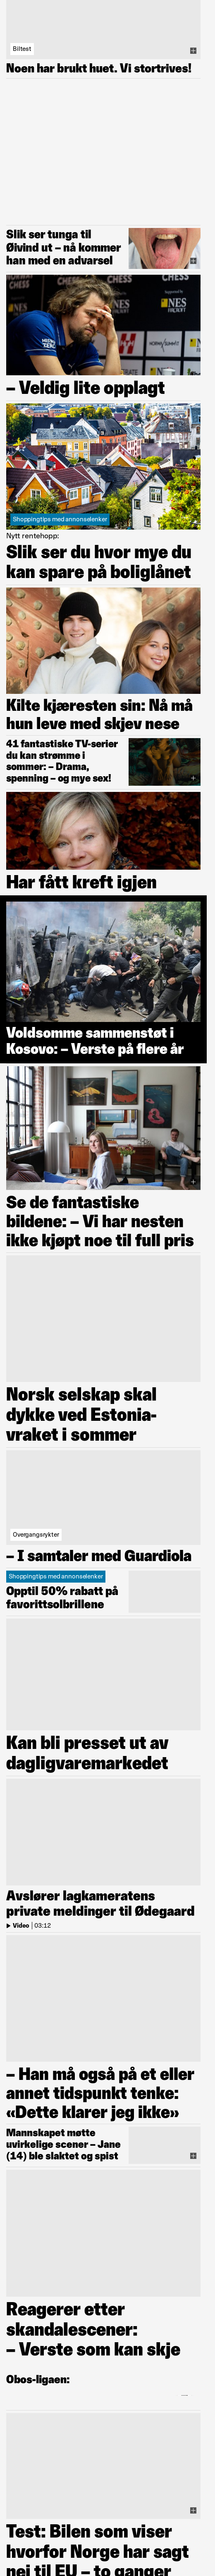 Biltest
Noen har brukt huet. Vi stortrives!
Slik ser tunga til
Øivind ut – nå kommer
han med en advarsel
CHESS
CHESS
NES
NES
– Veldig lite opplagt
Shoppingtips med annonselenker
Nytt rentehopp:
Slik ser du hvor mye du
kan spare på boliglånet
Kilte kjæresten sin: Nå må
hun leve med skjev nese
41 fantastiske TV-serier
du kan strømme i
sommer: – Drama,
spenning – og mye sex!
Har fått kreft igjen
Voldsomme sammenstøt i
Kosovo: – Verste på flere år
Se de fantastiske
bildene: – Vi har nesten
ikke kjøpt noe til full pris
Norsk selskap skal
dykke ved Estonia-
vraket i sommer
Overgangsrykter
– I samtaler med Guardiola
Shoppingtips med annonselenker
Opptil 50% rabatt på
favorittsolbrillene
Kan bli presset ut av
dagligvaremarkedet
Avslører lagkameratens
private meldinger til Ødegaard
Video | 03:12
– Han må også på et eller
annet tidspunkt tenke:
«Dette klarer jeg ikke»
Mannskapet møtte
uvirkelige scener – Jane
(14) ble slaktet og spist
Reagerer etter
skandalescener:
– Verste som kan skje
Obos-ligaen:
Test: Bilen som viser
hvorfor Norge har sagt
nei til EU – to ganger